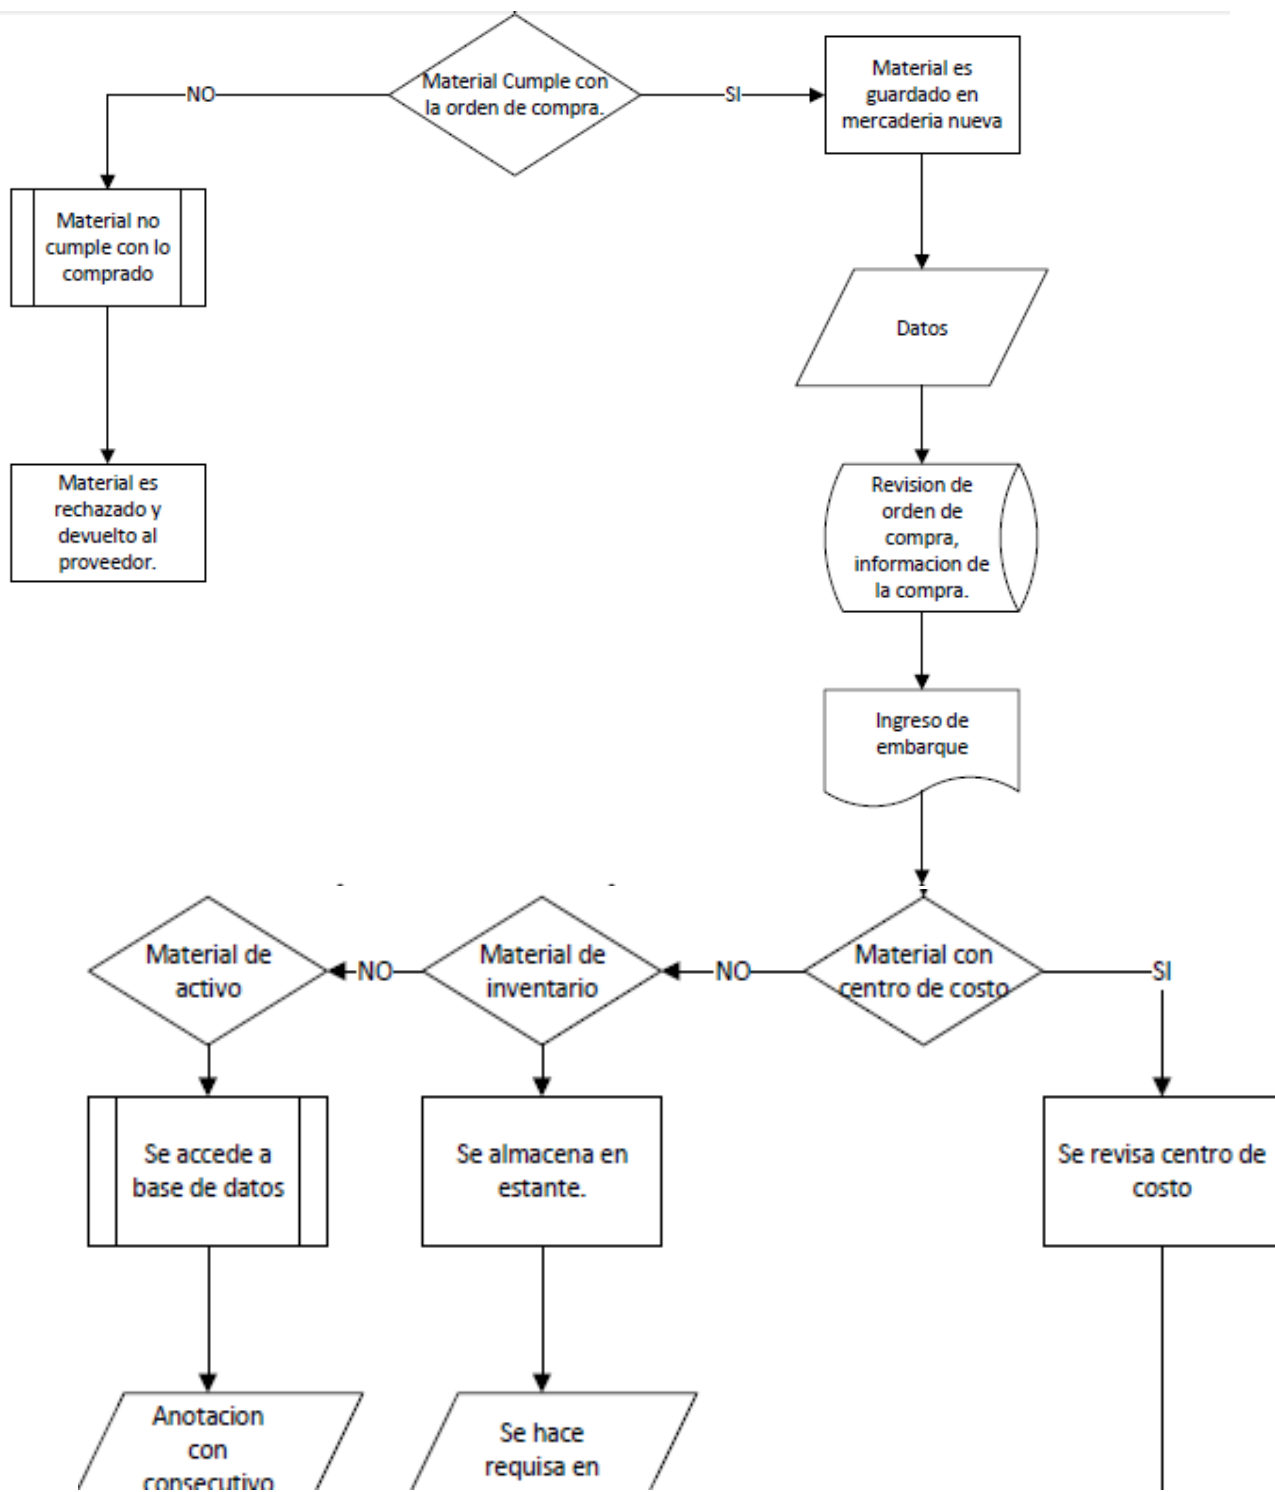 Material Cumple con
la orden de compra.
NO
SI
Material es
guardado en
mercaderia nueva
Material no
cumple con lo
comprado
Datos
Material es
rechazado y
devuelto al
proveedor.
Revision de
orden de
compra,
informacion de
la compra.
Ingreso de
embarque
Material de
activo
NO
Material de
inventario
NO
Material con
centro de costo
SI
Se accede a
base de datos
Se almacena en
estante.
Se revisa centro de
costo
Anotacion
con
consecutivo
Se hace
requisa en